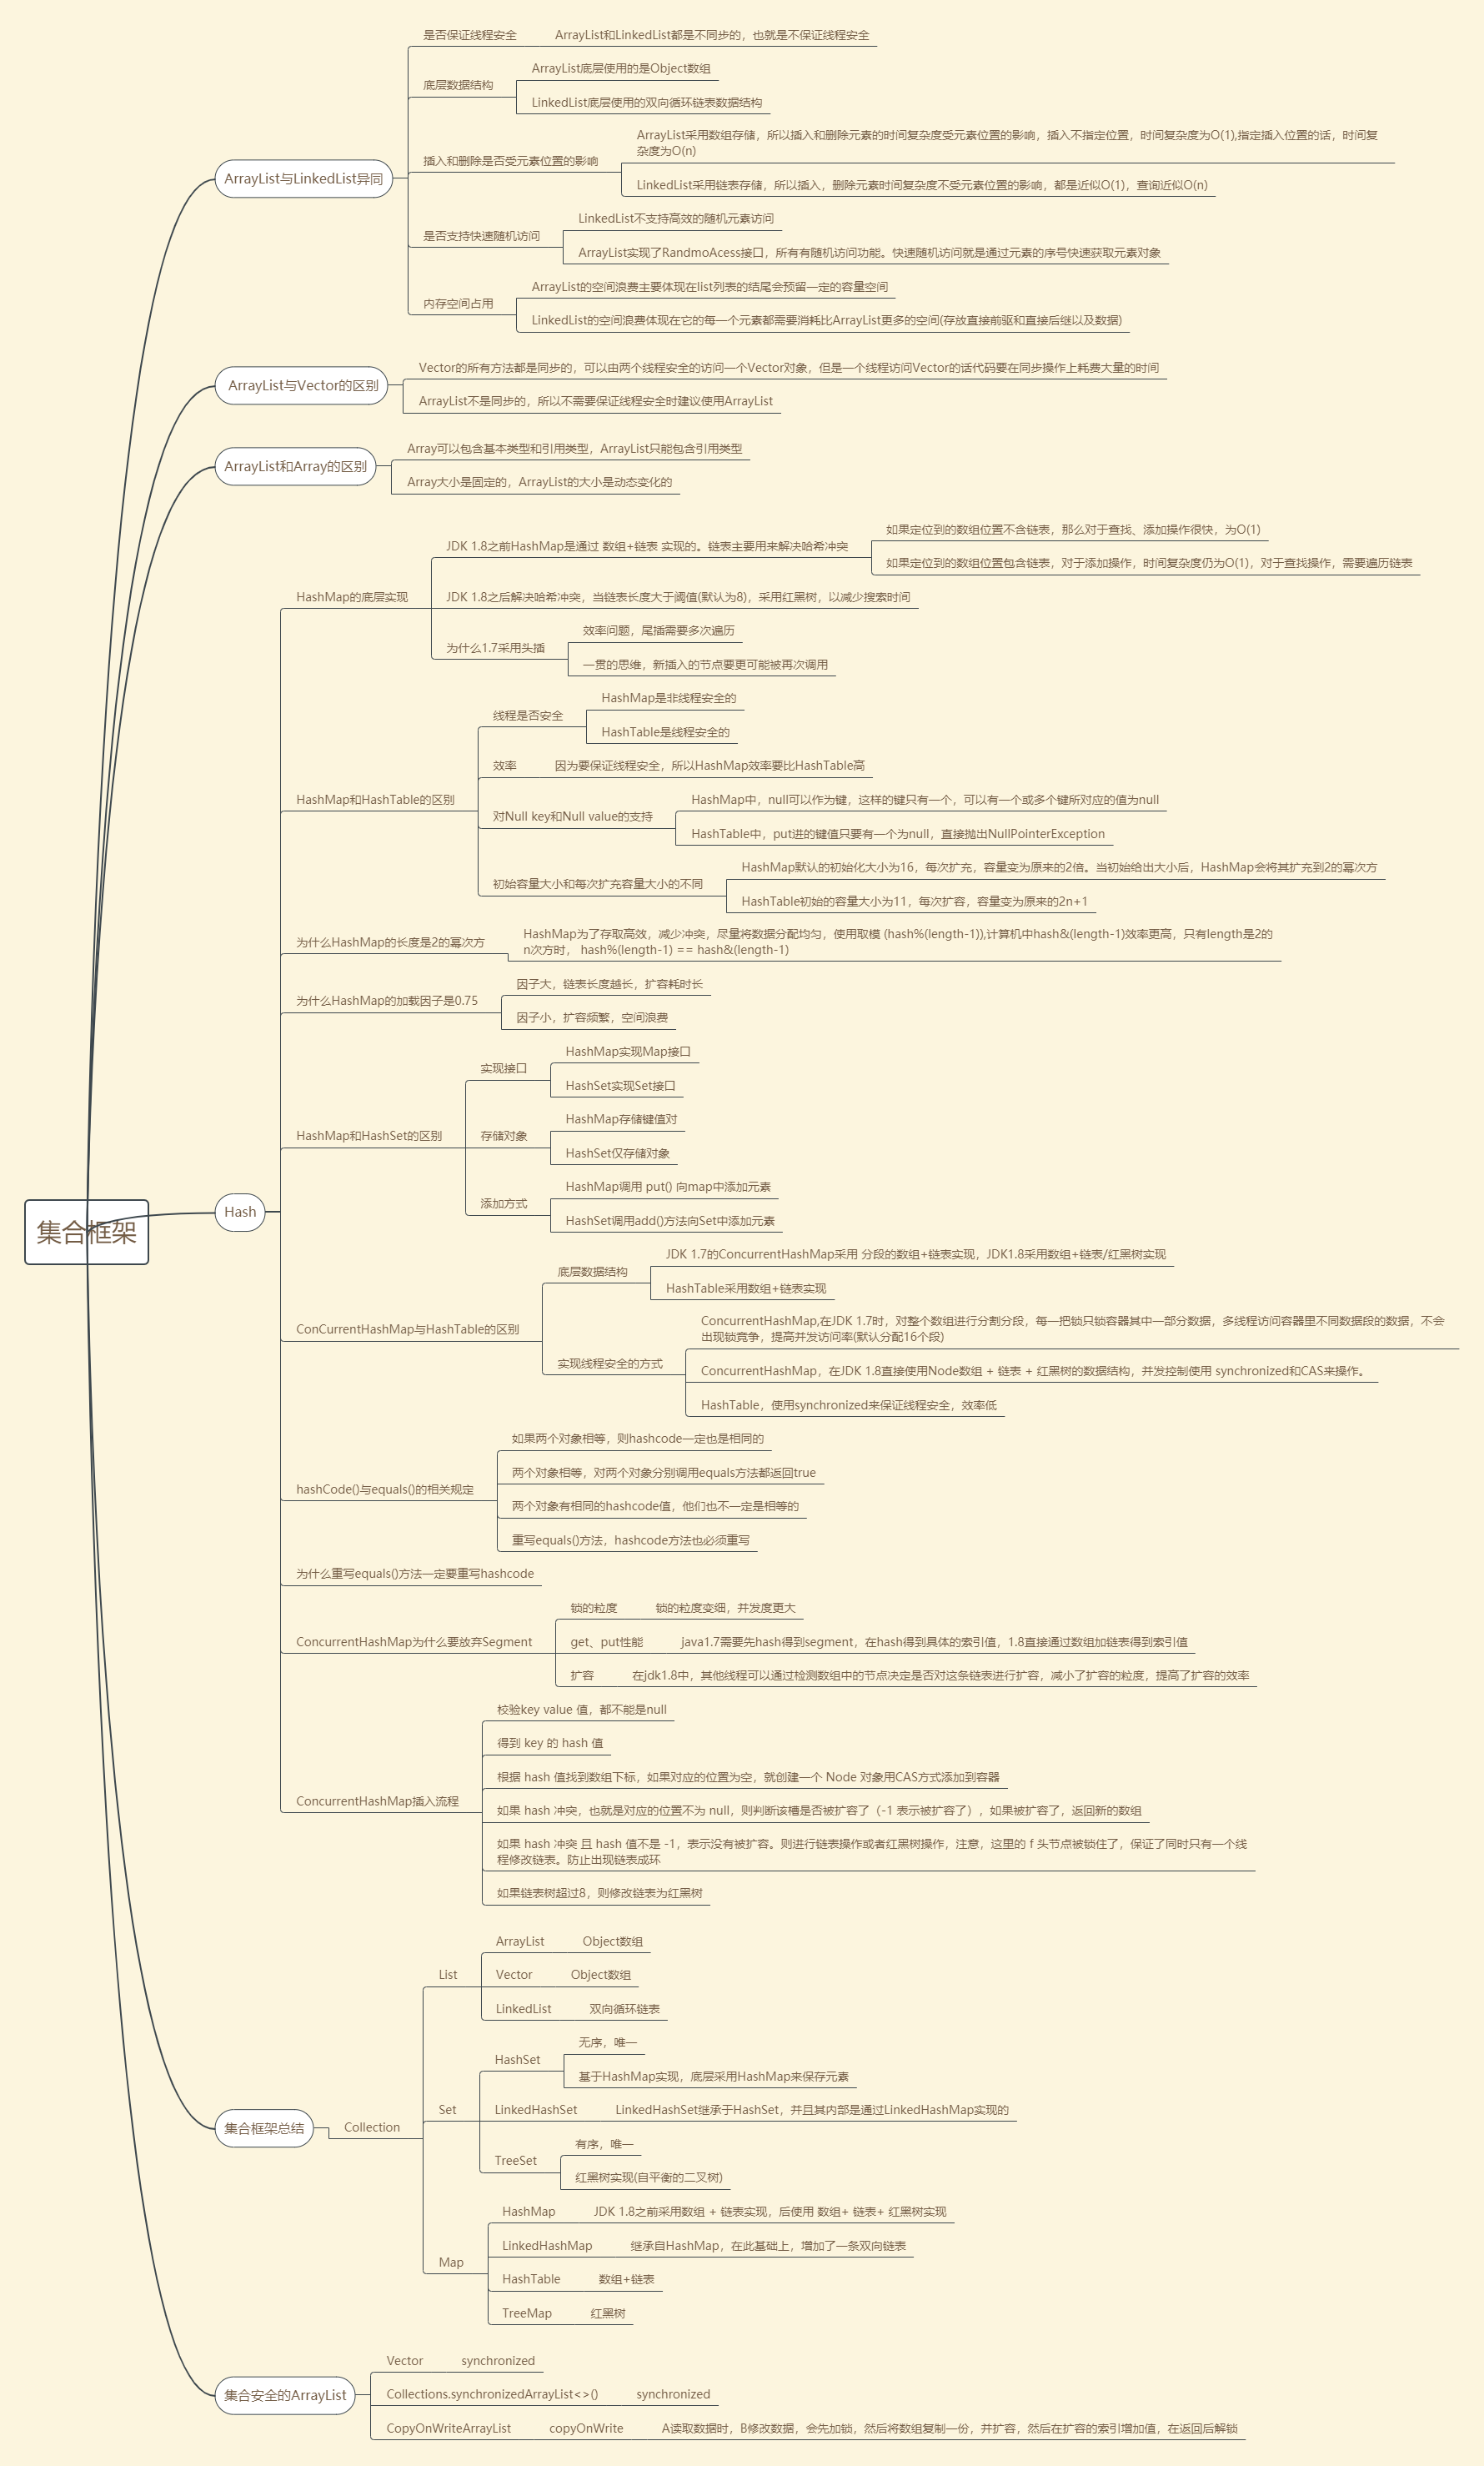 集合框架
ArrayList与LinkedList异同
是否保证线程安全
ArrayList和LinkedList都是不同步的，也就是不保证线程安全
底层数据结构
ArrayList底层使用的是Object数组
LinkedList底层使用的双向循环链表数据结构
插入和删除是否受元素位置的影响
ArrayList采用数组存储，所以插入和删除元素的时间复杂度受元素位置的影响，插入不指定位置，时间复杂度为O(1),指定插入位置的话，时间复
杂度为O(n)
LinkedList采用链表存储，所以插入，删除元素时间复杂度不受元素位置的影响，都是近似O(1)，查询近似O(n)
是否支持快速随机访问
LinkedList不支持高效的随机元素访问
ArrayList实现了RandmoAcess接口，所有有随机访问功能。快速随机访问就是通过元素的序号快速获取元素对象
内存空间占用
ArrayList的空间浪费主要体现在list列表的结尾会预留一定的容量空间
LinkedList的空间浪费体现在它的每一个元素都需要消耗比ArrayList更多的空间(存放直接前驱和直接后继以及数据)
ArrayList与Vector的区别
Vector的所有方法都是同步的，可以由两个线程安全的访问一个Vector对象，但是一个线程访问Vector的话代码要在同步操作上耗费大量的时间
ArrayList不是同步的，所以不需要保证线程安全时建议使用ArrayList
ArrayList和Array的区别
Array可以包含基本类型和引用类型，ArrayList只能包含引用类型
Array大小是固定的，ArrayList的大小是动态变化的
Hash
HashMap的底层实现
JDK 1.8之前HashMap是通过 数组+链表 实现的。链表主要用来解决哈希冲突
如果定位到的数组位置不含链表，那么对于查找、添加操作很快，为O(1)
如果定位到的数组位置包含链表，对于添加操作，时间复杂度仍为O(1)，对于查找操作，需要遍历链表
JDK 1.8之后解决哈希冲突，当链表长度大于阈值(默认为8)，采用红黑树，以减少搜索时间
为什么1.7采用头插
效率问题，尾插需要多次遍历
一贯的思维，新插入的节点要更可能被再次调用
HashMap和HashTable的区别
线程是否安全
HashMap是非线程安全的
HashTable是线程安全的
效率
因为要保证线程安全，所以HashMap效率要比HashTable高
对Null key和Null value的支持
HashMap中，null可以作为键，这样的键只有一个，可以有一个或多个键所对应的值为null
HashTable中，put进的键值只要有一个为null，直接抛出NullPointerException
初始容量大小和每次扩充容量大小的不同
HashMap默认的初始化大小为16，每次扩充，容量变为原来的2倍。当初始给出大小后，HashMap会将其扩充到2的幂次方
HashTable初始的容量大小为11，每次扩容，容量变为原来的2n+1
为什么HashMap的长度是2的幂次方
HashMap为了存取高效，减少冲突，尽量将数据分配均匀，使用取模 (hash%(length-1)),计算机中hash&(length-1)效率更高，只有length是2的
n次方时， hash%(length-1) == hash&(length-1)
为什么HashMap的加载因子是0.75
因子大，链表长度越长，扩容耗时长
因子小，扩容频繁，空间浪费
HashMap和HashSet的区别
实现接口
HashMap实现Map接口
HashSet实现Set接口
存储对象
HashMap存储键值对
HashSet仅存储对象
添加方式
HashMap调用 put() 向map中添加元素
HashSet调用add()方法向Set中添加元素
ConCurrentHashMap与HashTable的区别
底层数据结构
JDK 1.7的ConcurrentHashMap采用 分段的数组+链表实现，JDK1.8采用数组+链表/红黑树实现
HashTable采用数组+链表实现
实现线程安全的方式
ConcurrentHashMap,在JDK 1.7时，对整个数组进行分割分段，每一把锁只锁容器其中一部分数据，多线程访问容器里不同数据段的数据，不会
出现锁竟争，提高并发访问率(默认分配16个段)
ConcurrentHashMap，在JDK 1.8直接使用Node数组 + 链表 + 红黑树的数据结构，并发控制使用 synchronized和CAS来操作。
HashTable，使用synchronized来保证线程安全，效率低
hashCode()与equals()的相关规定
如果两个对象相等，则hashcode一定也是相同的
两个对象相等，对两个对象分别调用equals方法都返回true
两个对象有相同的hashcode值，他们也不一定是相等的
重写equals()方法，hashcode方法也必须重写
为什么重写equals()方法一定要重写hashcode
ConcurrentHashMap为什么要放弃Segment
锁的粒度
锁的粒度变细，并发度更大
get、put性能
java1.7需要先hash得到segment，在hash得到具体的索引值，1.8直接通过数组加链表得到索引值
扩容
在jdk1.8中，其他线程可以通过检测数组中的节点决定是否对这条链表进行扩容，减小了扩容的粒度，提高了扩容的效率
ConcurrentHashMap插入流程
校验key value 值，都不能是null
得到 key 的 hash 值
根据 hash 值找到数组下标，如果对应的位置为空，就创建一个 Node 对象用CAS方式添加到容器
如果 hash 冲突，也就是对应的位置不为 null，则判断该槽是否被扩容了（-1 表示被扩容了），如果被扩容了，返回新的数组
如果 hash 冲突 且 hash 值不是 -1，表示没有被扩容。则进行链表操作或者红黑树操作，注意，这里的 f 头节点被锁住了，保证了同时只有一个线
程修改链表。防止出现链表成环
如果链表树超过8，则修改链表为红黑树
集合框架总结
Collection
List
ArrayList
Object数组
Vector
Object数组
LinkedList
双向循环链表
Set
HashSet
无序，唯一
基于HashMap实现，底层采用HashMap来保存元素
LinkedHashSet
LinkedHashSet继承于HashSet，并且其内部是通过LinkedHashMap实现的
TreeSet
有序，唯一
红黑树实现(自平衡的二叉树)
Map
HashMap
JDK 1.8之前采用数组 + 链表实现，后使用 数组+ 链表+ 红黑树实现
LinkedHashMap
继承自HashMap，在此基础上，增加了一条双向链表
HashTable
数组+链表
TreeMap
红黑树
集合安全的ArrayList
Vector
synchronized
Collections.synchronizedArrayList<>()
synchronized
CopyOnWriteArrayList
copyOnWrite
A读取数据时，B修改数据，会先加锁，然后将数组复制一份，并扩容，然后在扩容的索引增加值，在返回后解锁